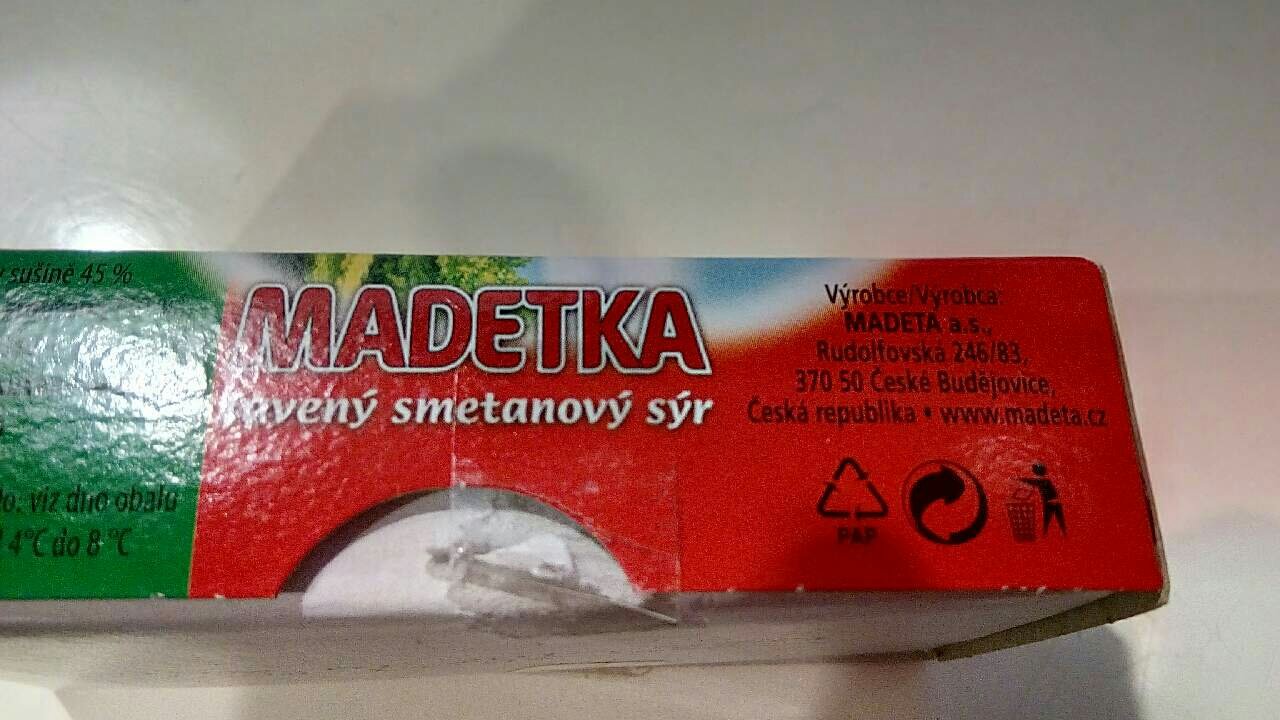 sušině 45 %
MADETKA
smetanový sýr
Výrobce/Výrobca:
MADETA a.s.,
Rudolfovská 246/83,
370 50 České Budějovice,
Česká republika • www.madeta.cz
PAP
viz dno obalu
4°C do 8 °C